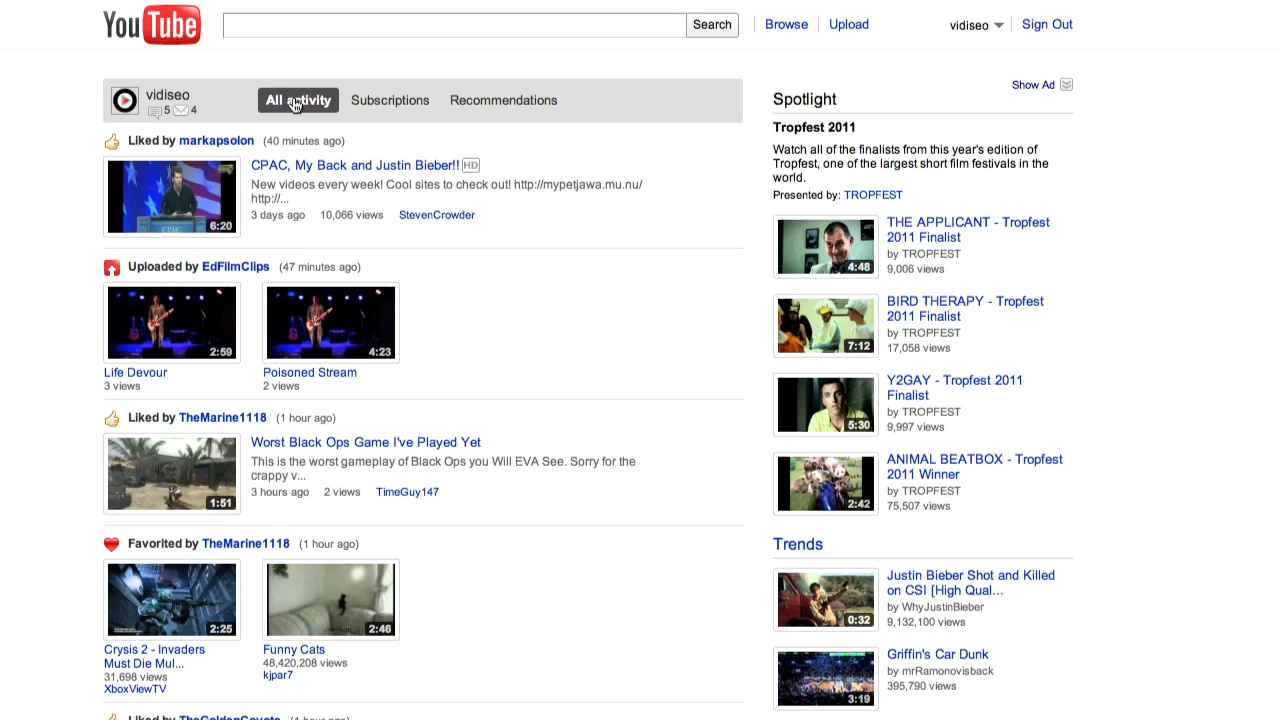 YouTube
Search
Browse
Upload
vidiseo
Sign Out
vidiseo
5 4
All activity
Subscriptions
Recommendations
Liked by markapsolon (40 minutes ago)
CPAC, My Back and Justin Bieber!! HD
New videos every week! Cool sites to check out! http://mypetjawa.mu.nu/
http://...
3 days ago 10,066 views StevenCrowder
CPAC
6:20
Uploaded by EdFilmClips (47 minutes ago)
2:59
4:23
Life Devour
3 views
Poisoned Stream
2 views
Liked by TheMarine1118 (1 hour ago)
Worst Black Ops Game I've Played Yet
This is the worst gameplay of Black Ops you Will EVA See. Sorry for the
crappy v...
3 hours ago 2 views TimeGuy147
1:51
Favorited by TheMarine1118 (1 hour ago)
2:25
2:46
Crysis 2 - Invaders
Must Die Mul...
31,698 views
XboxViewTV
Funny Cats
48,420,208 views
kjpar7
Liked by TheGoldenCoyote (1 hour ago)
Show Ad
Spotlight
Tropfest 2011
Watch all of the finalists from this year's edition of
Tropfest, one of the largest short film festivals in the
world.
Presented by: TROPFEST
THE APPLICANT - Tropfest
2011 Finalist
by TROPFEST
9,006 views
4:48
BIRD THERAPY - Tropfest
2011 Finalist
by TROPFEST
17,058 views
7:12
Y2GAY - Tropfest 2011
Finalist
by TROPFEST
9,997 views
5:30
ANIMAL BEATBOX - Tropfest
2011 Winner
by TROPFEST
75,507 views
2:42
Trends
Justin Bieber Shot and Killed
on CSI [High Qual...
by WhyJustinBieber
9,132,100 views
0:32
Griffin's Car Dunk
by mrRamonovisback
395,790 views
3:19